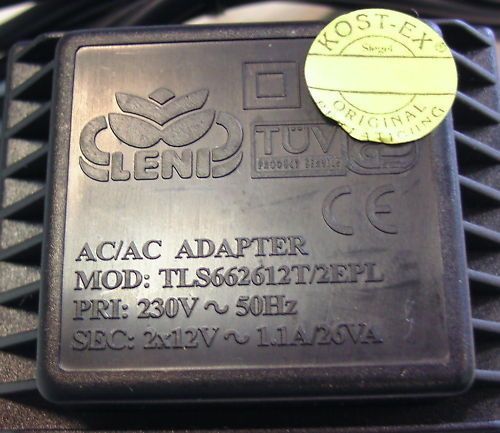 KOST-EX®
Siegel
ORIGINAL
LENI
TÜV
PRODUCT SERVICE
CE
AC/AC ADAPTER
MOD: TLS662612T/2EPL
PRI: 230V ~ 50Hz
SEC: 2x12V ~ 1.1A/26VA